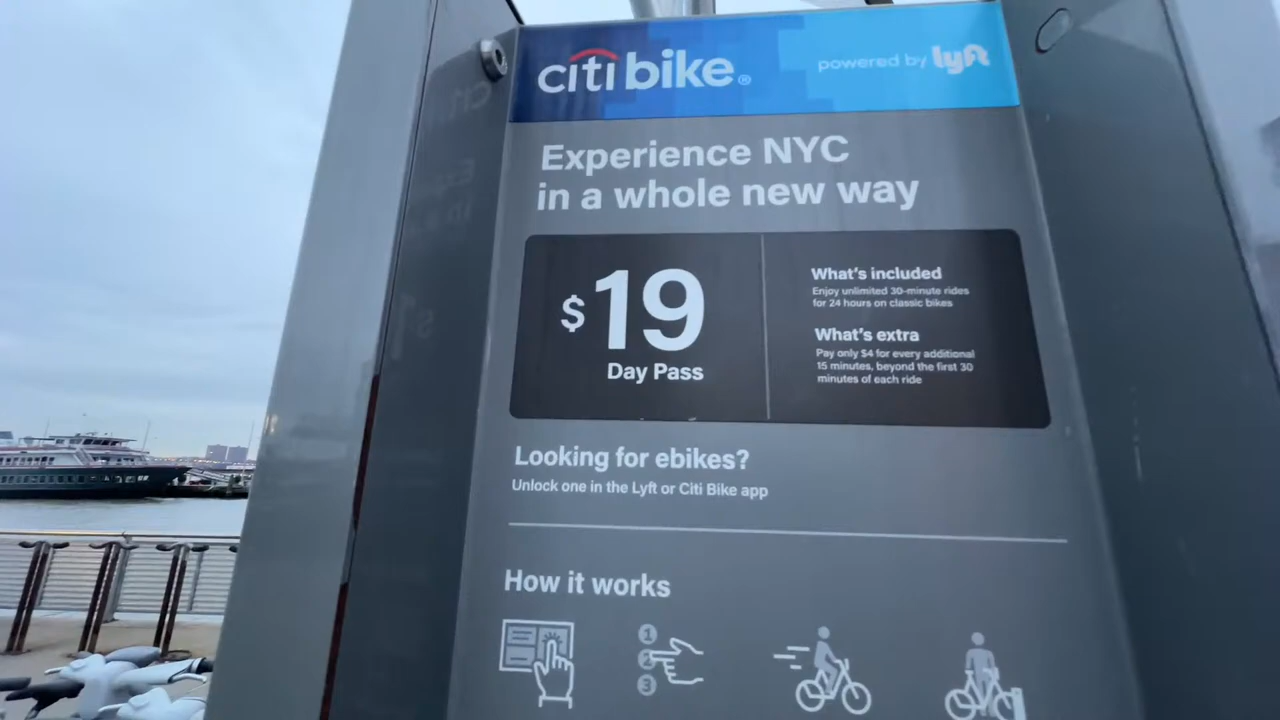 citi bike®
powered by lyft
Experience NYC
in a whole new way
$19
Day Pass
What's included
Enjoy unlimited 30-minute rides
for 24 hours on classic bikes
What's extra
Pay only $4 for every additional
15 minutes, beyond the first 30
minutes of each ride
Looking for ebikes?
Unlock one in the Lyft or Citi Bike app
How it works
1
2
3